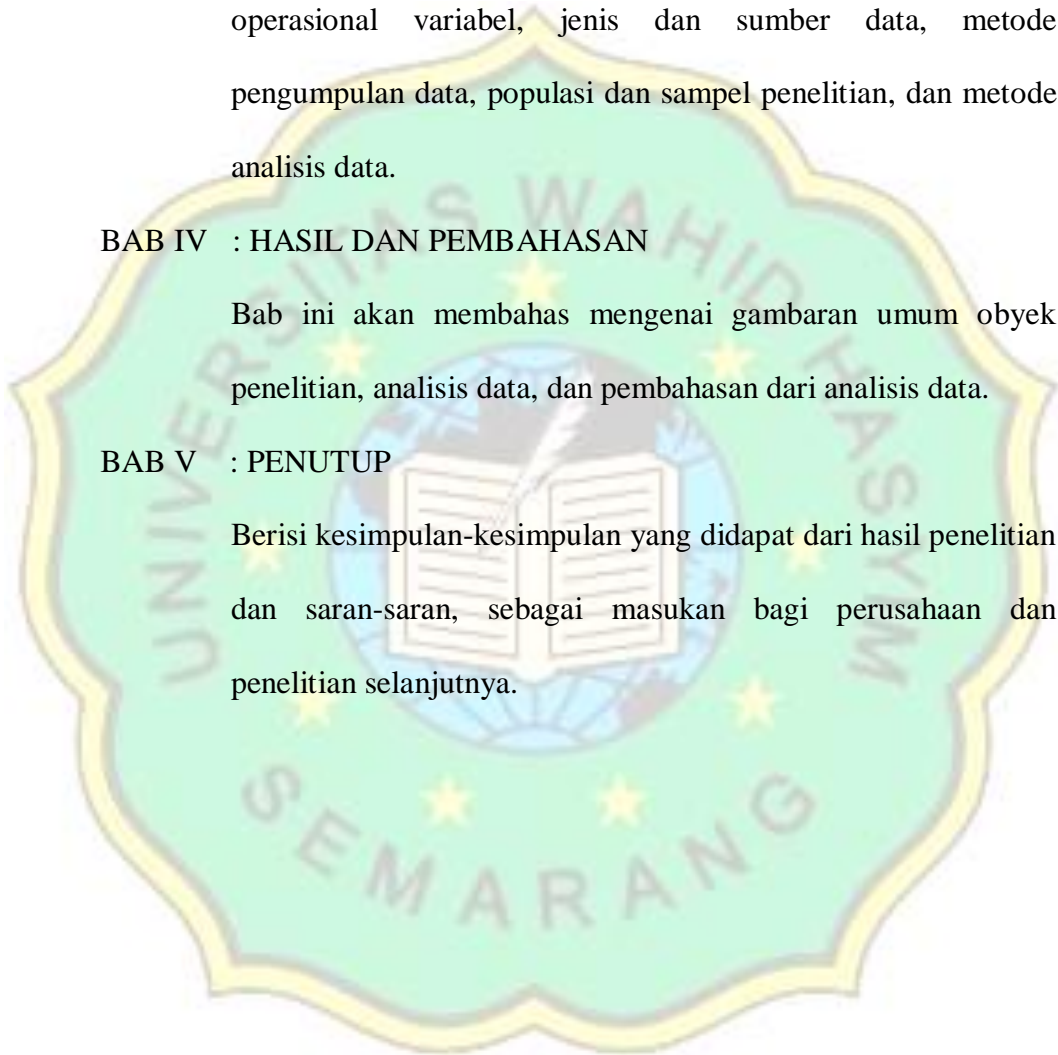 operasional variabel, jenis dan sumber data, metode
pengumpulan data, populasi dan sampel penelitian, dan metode
analisis data.
BAB IV : HASIL DAN PEMBAHASAN
Bab ini akan membahas mengenai gambaran umum obyek
penelitian, analisis data, dan pembahasan dari analisis data.
BAB V : PENUTUP
Berisi kesimpulan-kesimpulan yang didapat dari hasil penelitian
dan saran-saran, sebagai masukan bagi perusahaan dan
penelitian selanjutnya.
UNIVERSITAS WAHID HASYIM
SEMARANG